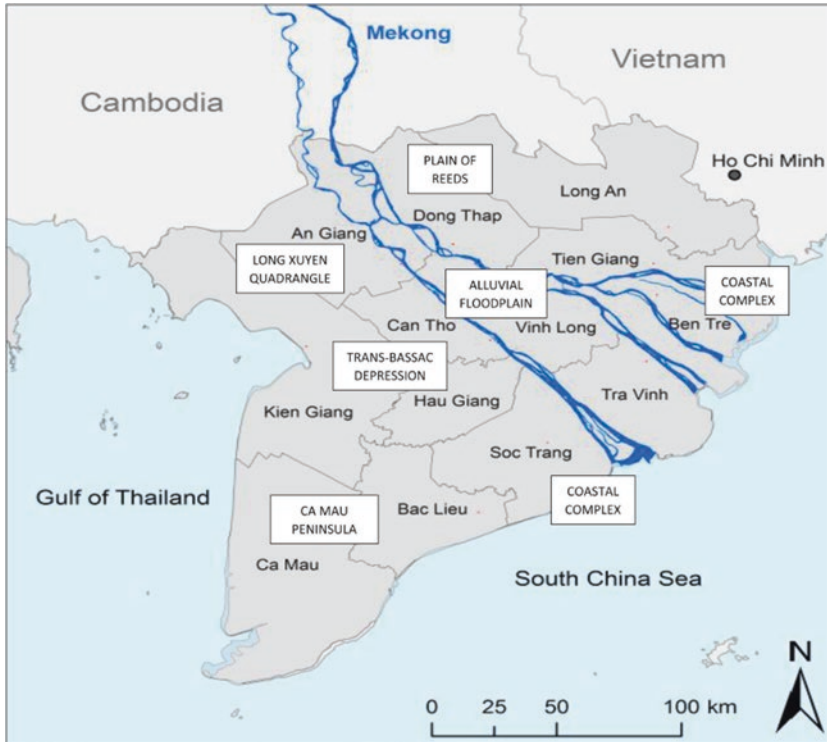 Mekong
Vietnam
Cambodia
Ho Chi Minh
PLAIN OF
REEDS
Long An
Dong Thap
An Giang
Tien Giang
LONG XUYEN
QUADRANGLE
ALLUVIAL
FLOODPLAIN
COASTAL
COMPLEX
Can Tho
Vinh Long
Ben Tre
TRANS-BASSAC
DEPRESSION
Tra Vinh
Hau Giang
Kien Giang
Soc Trang
Gulf of Thailand
CA MAU
PENINSULA
Bac Lieu
COASTAL
COMPLEX
Ca Mau
South China Sea
N
0 25 50 100 km